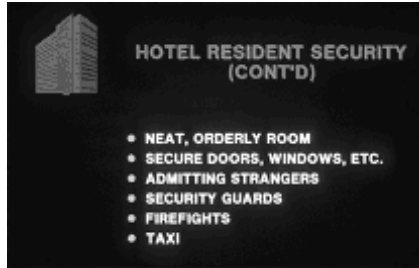 HOTEL RESIDENT SECURITY
(CONT'D)
• NEAT, ORDERLY ROOM
• SECURE DOORS, WINDOWS, ETC.
• ADMITTING STRANGERS
• SECURITY GUARDS
• FIREFIGHTS
• TAXI